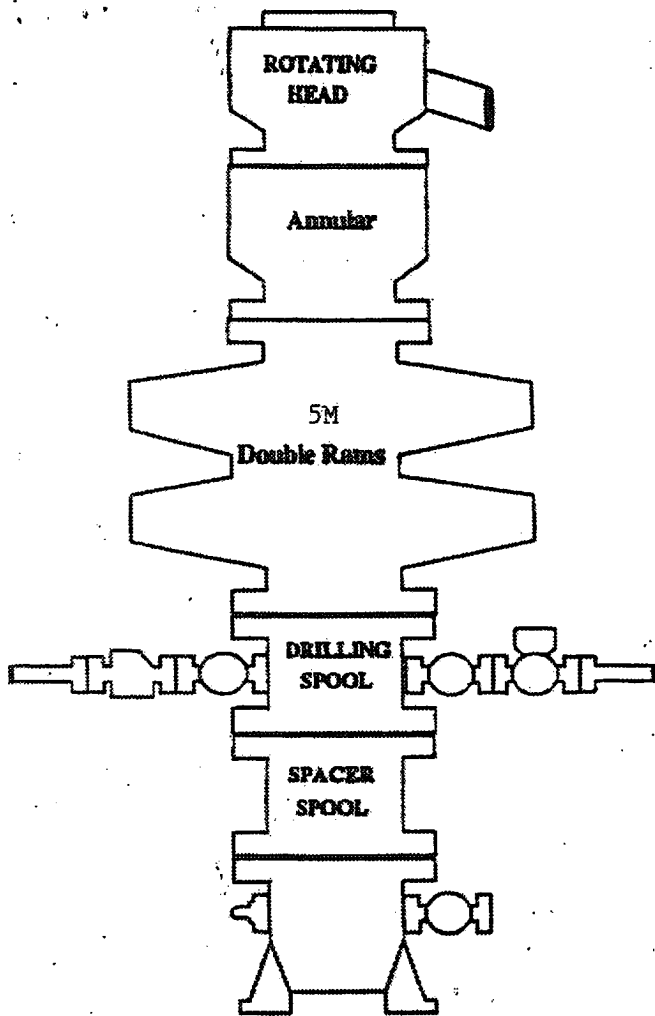 ROTATING
HEAD
Annular
5M
Double Rams
DRILLING
SPOOL
SPACER
SPOOL